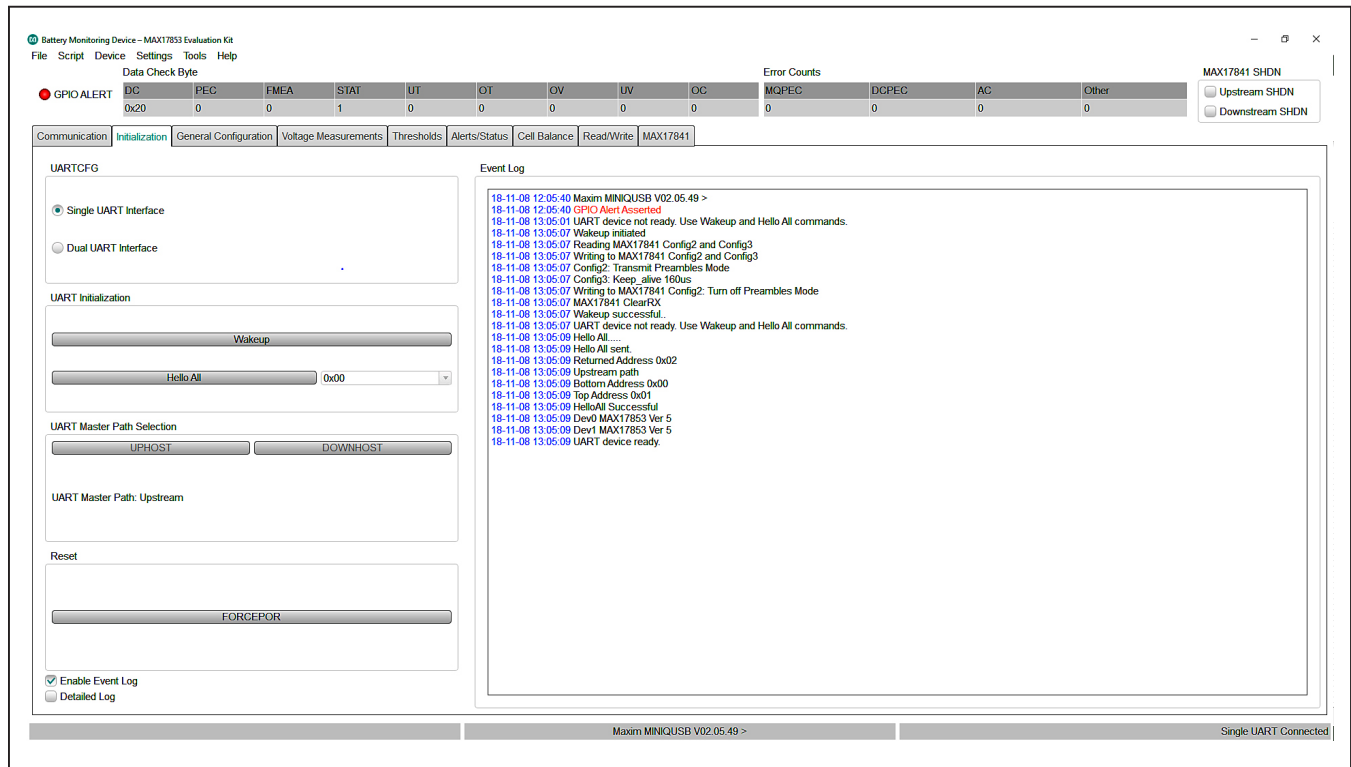 Battery Monitoring Device – MAX17853 Evaluation Kit
File Script Device Settings Tools Help
Data Check Byte
Error Counts
MAX17841 SHDN
GPIO ALERT
DC PEC FMEA STAT UT OT OV UV OC
0x20 0 0 1 0 0 0 0 0
MQPEC DCPEC AC Other
0 0 0 0
Upstream SHDN
Downstream SHDN
Communication Initialization General Configuration Voltage Measurements Thresholds Alerts/Status Cell Balance Read/Write MAX17841
UARTCFG
Single UART Interface
Dual UART Interface
UART Initialization
Wakeup
Hello All 0x00
UART Master Path Selection
UPHOST DOWNHOST
UART Master Path: Upstream
Reset
FORCEPOR
Enable Event Log
Detailed Log
Event Log
18-11-08 12:05:40 Maxim MINIQUSB V02.05.49 >
18-11-08 12:05:40 GPIO Alert Asserted
18-11-08 13:05:01 UART device not ready. Use Wakeup and Hello All commands.
18-11-08 13:05:07 Wakeup initiated
18-11-08 13:05:07 Reading MAX17841 Config2 and Config3
18-11-08 13:05:07 Writing to MAX17841 Config2 and Config3
18-11-08 13:05:07 Config2: Transmit Preambles Mode
18-11-08 13:05:07 Config3: Keep_alive 160us
18-11-08 13:05:07 Writing to MAX17841 Config2: Turn off Preambles Mode
18-11-08 13:05:07 MAX17841 ClearRX
18-11-08 13:05:07 Wakeup successful..
18-11-08 13:05:07 UART device not ready. Use Wakeup and Hello All commands.
18-11-08 13:05:09 Hello All.....
18-11-08 13:05:09 Hello All sent.
18-11-08 13:05:09 Returned Address 0x02
18-11-08 13:05:09 Upstream path
18-11-08 13:05:09 Bottom Address 0x00
18-11-08 13:05:09 Top Address 0x01
18-11-08 13:05:09 HelloAll Successful
18-11-08 13:05:09 Dev0 MAX17853 Ver 5
18-11-08 13:05:09 Dev1 MAX17853 Ver 5
18-11-08 13:05:09 UART device ready.
Maxim MINIQUSB V02.05.49 >
Single UART Connected